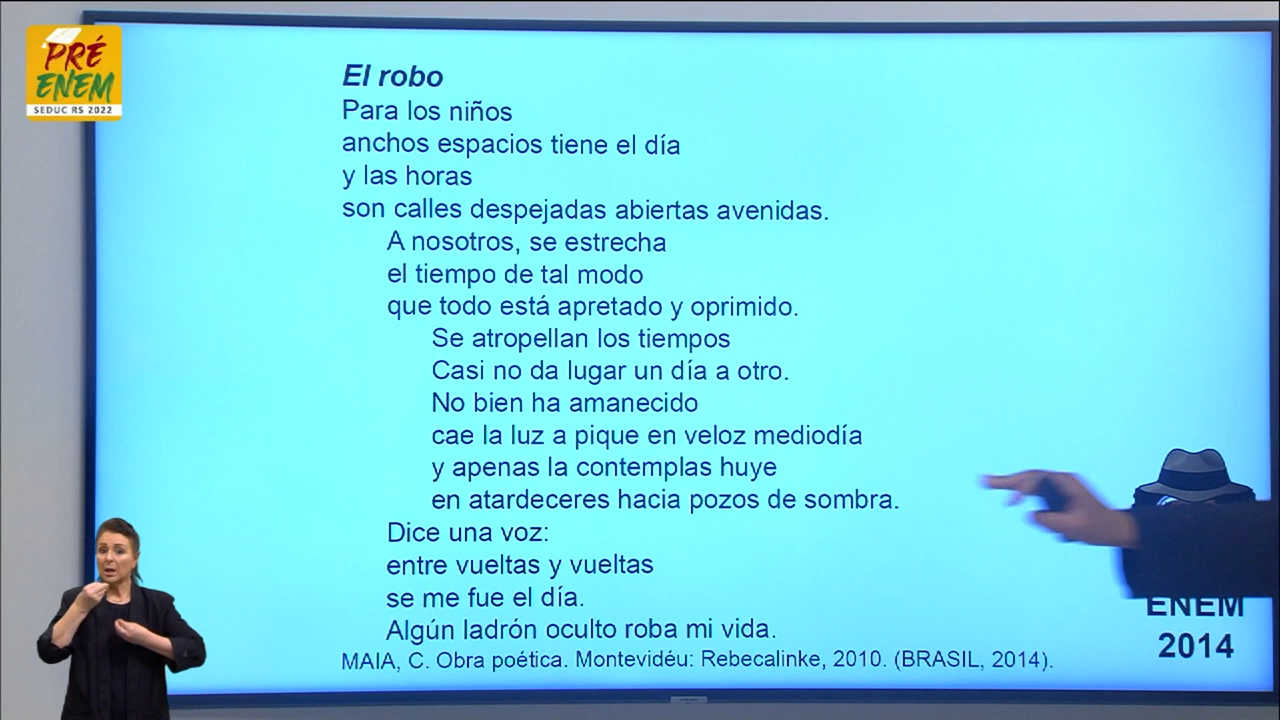 PRÉ
ENEM
SEDUC RS 2022
El robo
Para los niños
anchos espacios tiene el día
y las horas
son calles despejadas abiertas avenidas.
A nosotros, se estrecha
el tiempo de tal modo
que todo está apretado y oprimido.
Se atropellan los tiempos
Casi no da lugar un día a otro.
No bien ha amanecido
cae la luz a pique en veloz mediodía
y apenas la contemplas huye
en atardeceres hacia pozos de sombra.
Dice una voz:
entre vueltas y vueltas
se me fue el día.
Algún ladrón oculto roba mi vida.
MAIA, C. Obra poética. Montevidéu: Rebecalinke, 2010. (BRASIL, 2014).
ENEM
2014